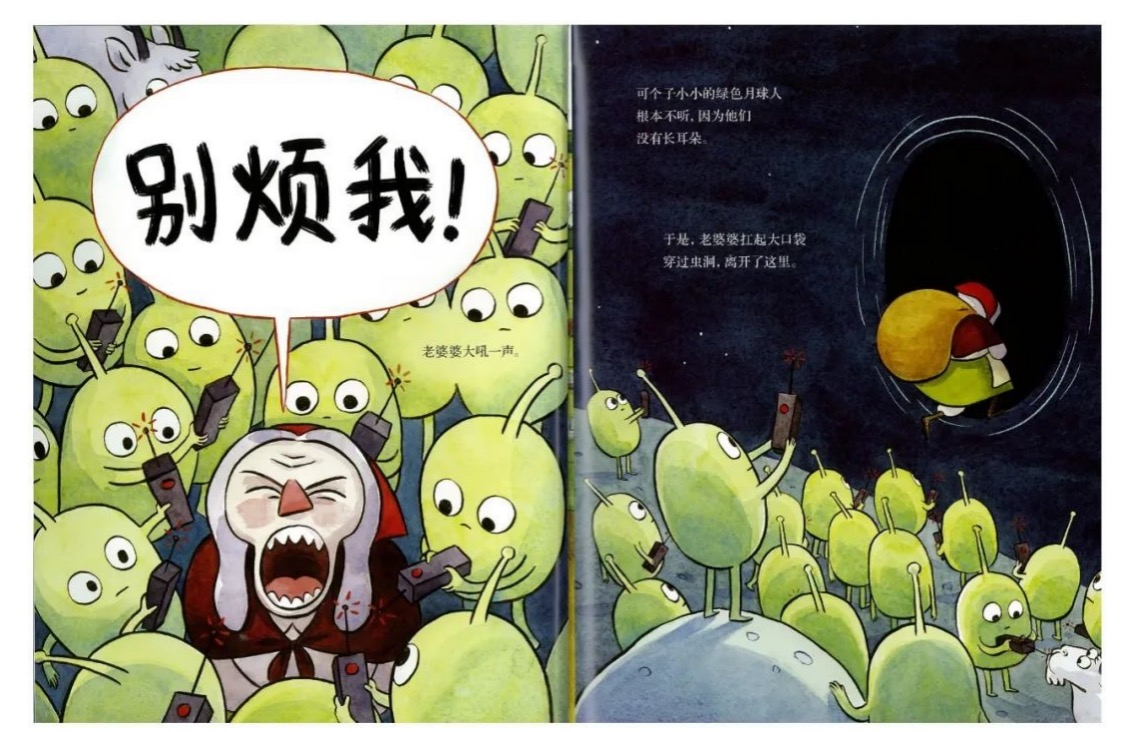 别烦我!
老婆婆大吼一声。
可个子小小的绿色月球人
根本不听,因为他们
没有长耳朵。
于是,老婆婆扛起大口袋
穿过虫洞,离开了这里。